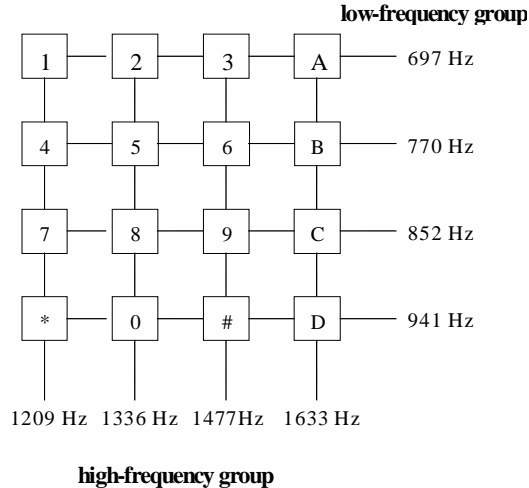 low-frequency group
1 2 3 A 697 Hz
4 5 6 B 770 Hz
7 8 9 C 852 Hz
* 0 # D 941 Hz
1209 Hz 1336 Hz 1477Hz 1633 Hz
high-frequency group